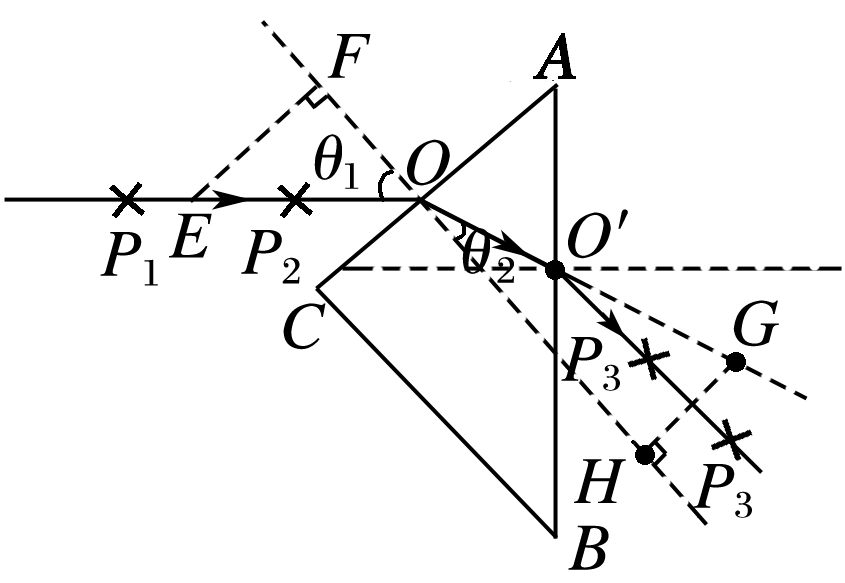 F
A
θ₁
O
E
P₁
P₂
θ₂
O′
C
G
P₃
H
P₃
B